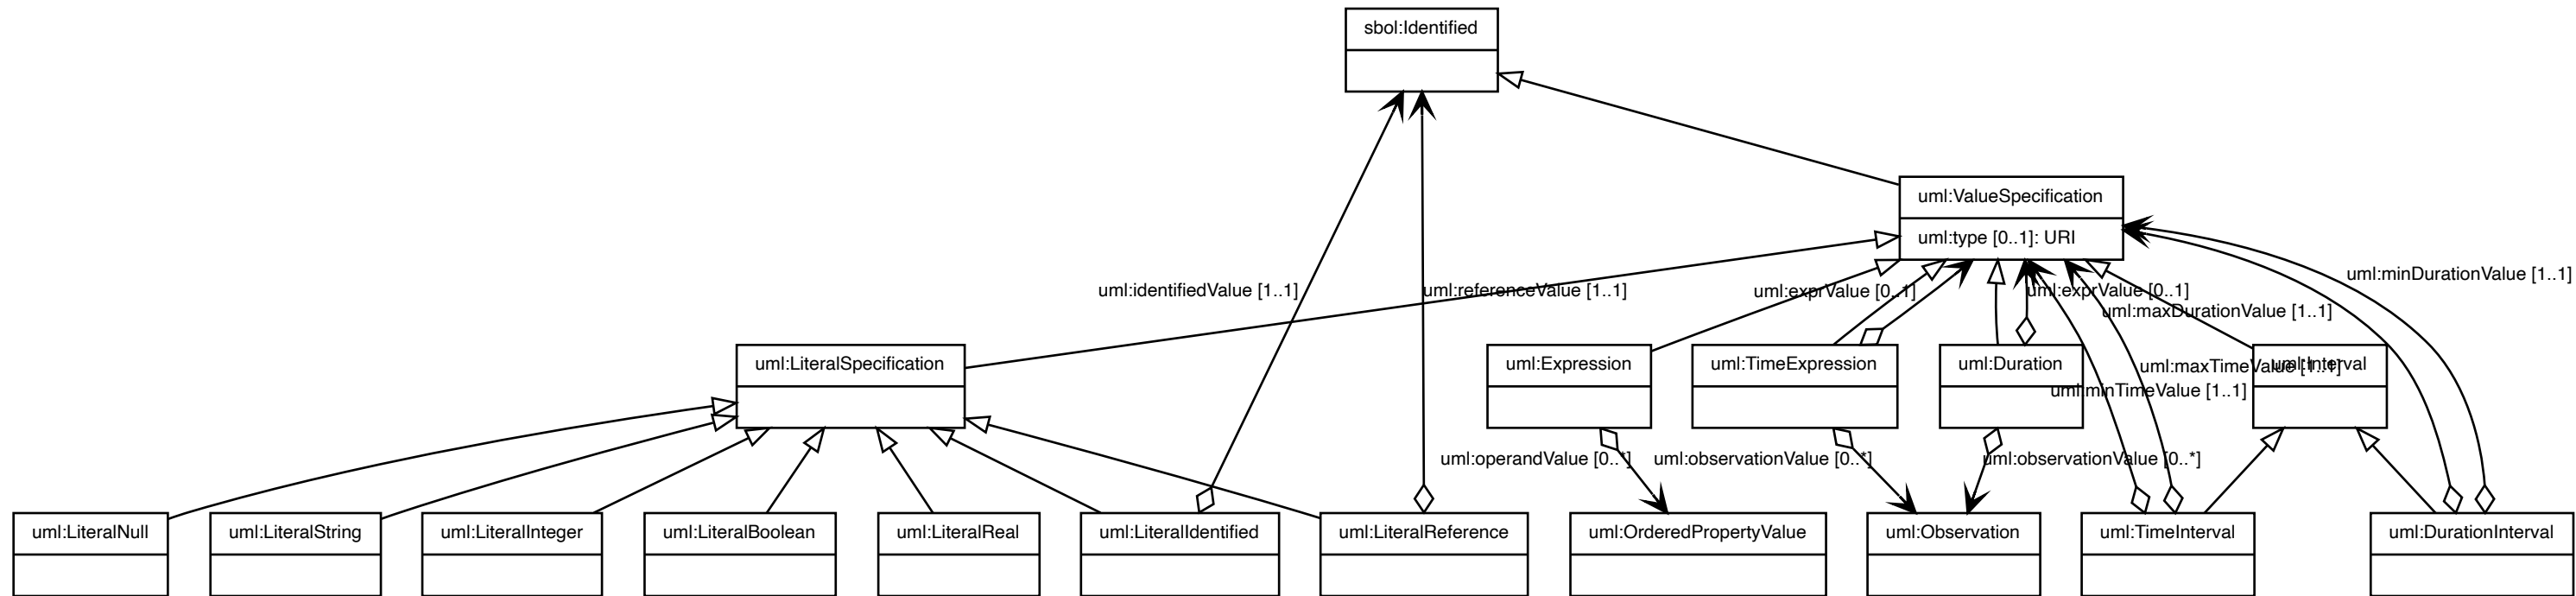 sbol:Identified
uml:ValueSpecification
uml:type [0..1]: URI
uml:identifiedValue [1..1]
uml:referenceValue [1..1]
uml:exprValue [0..1]
uml:exprValue [0..1]
uml:minDurationValue [1..1]
uml:maxDurationValue [1..1]
uml:LiteralSpecification
uml:Expression
uml:TimeExpression
uml:Duration
uml:maxTimeValue [1..1]
uml:Interval
uml:minTimeValue [1..1]
uml:operandValue [0..*]
uml:observationValue [0..*]
uml:observationValue [0..*]
uml:LiteralNull
uml:LiteralString
uml:LiteralInteger
uml:LiteralBoolean
uml:LiteralReal
uml:LiteralIdentified
uml:LiteralReference
uml:OrderedPropertyValue
uml:Observation
uml:TimeInterval
uml:DurationInterval